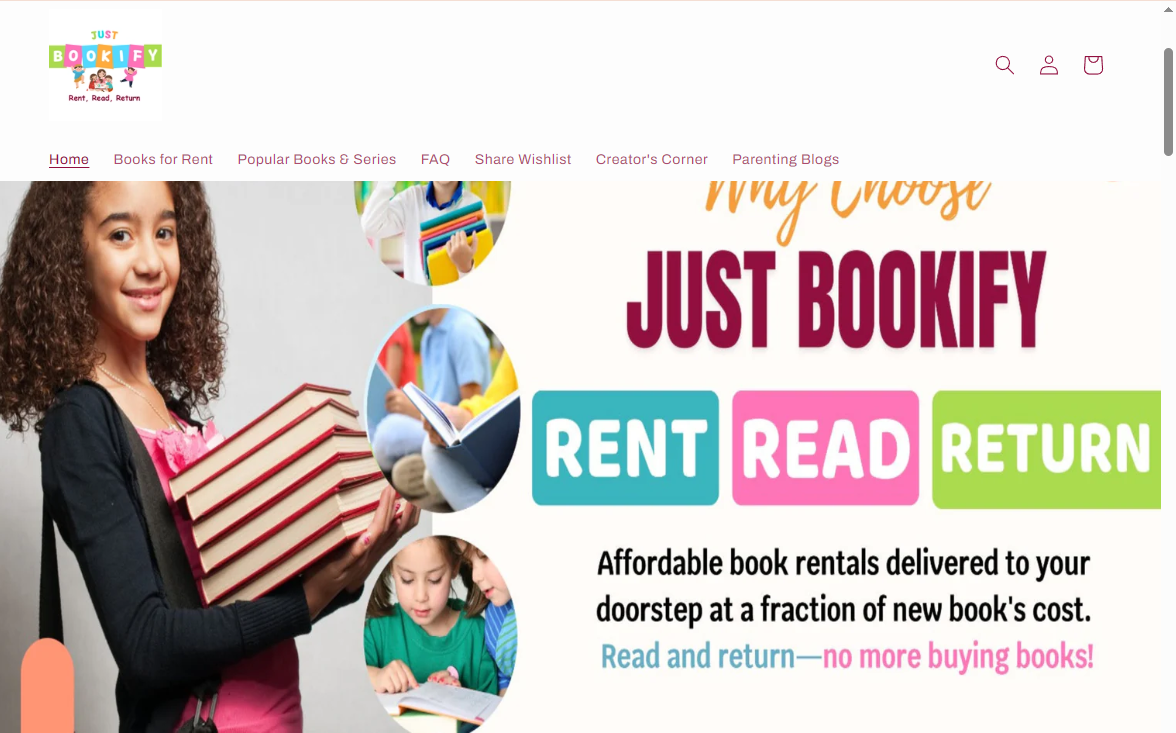 JUST
BOOKIFY
Rent, Read, Return
Home Books for Rent Popular Books & Series FAQ Share Wishlist Creator's Corner Parenting Blogs
Why Choose
JUST BOOKIFY
RENT READ RETURN
Affordable book rentals delivered to your
doorstep at a fraction of new book's cost.
Read and return—no more buying books!